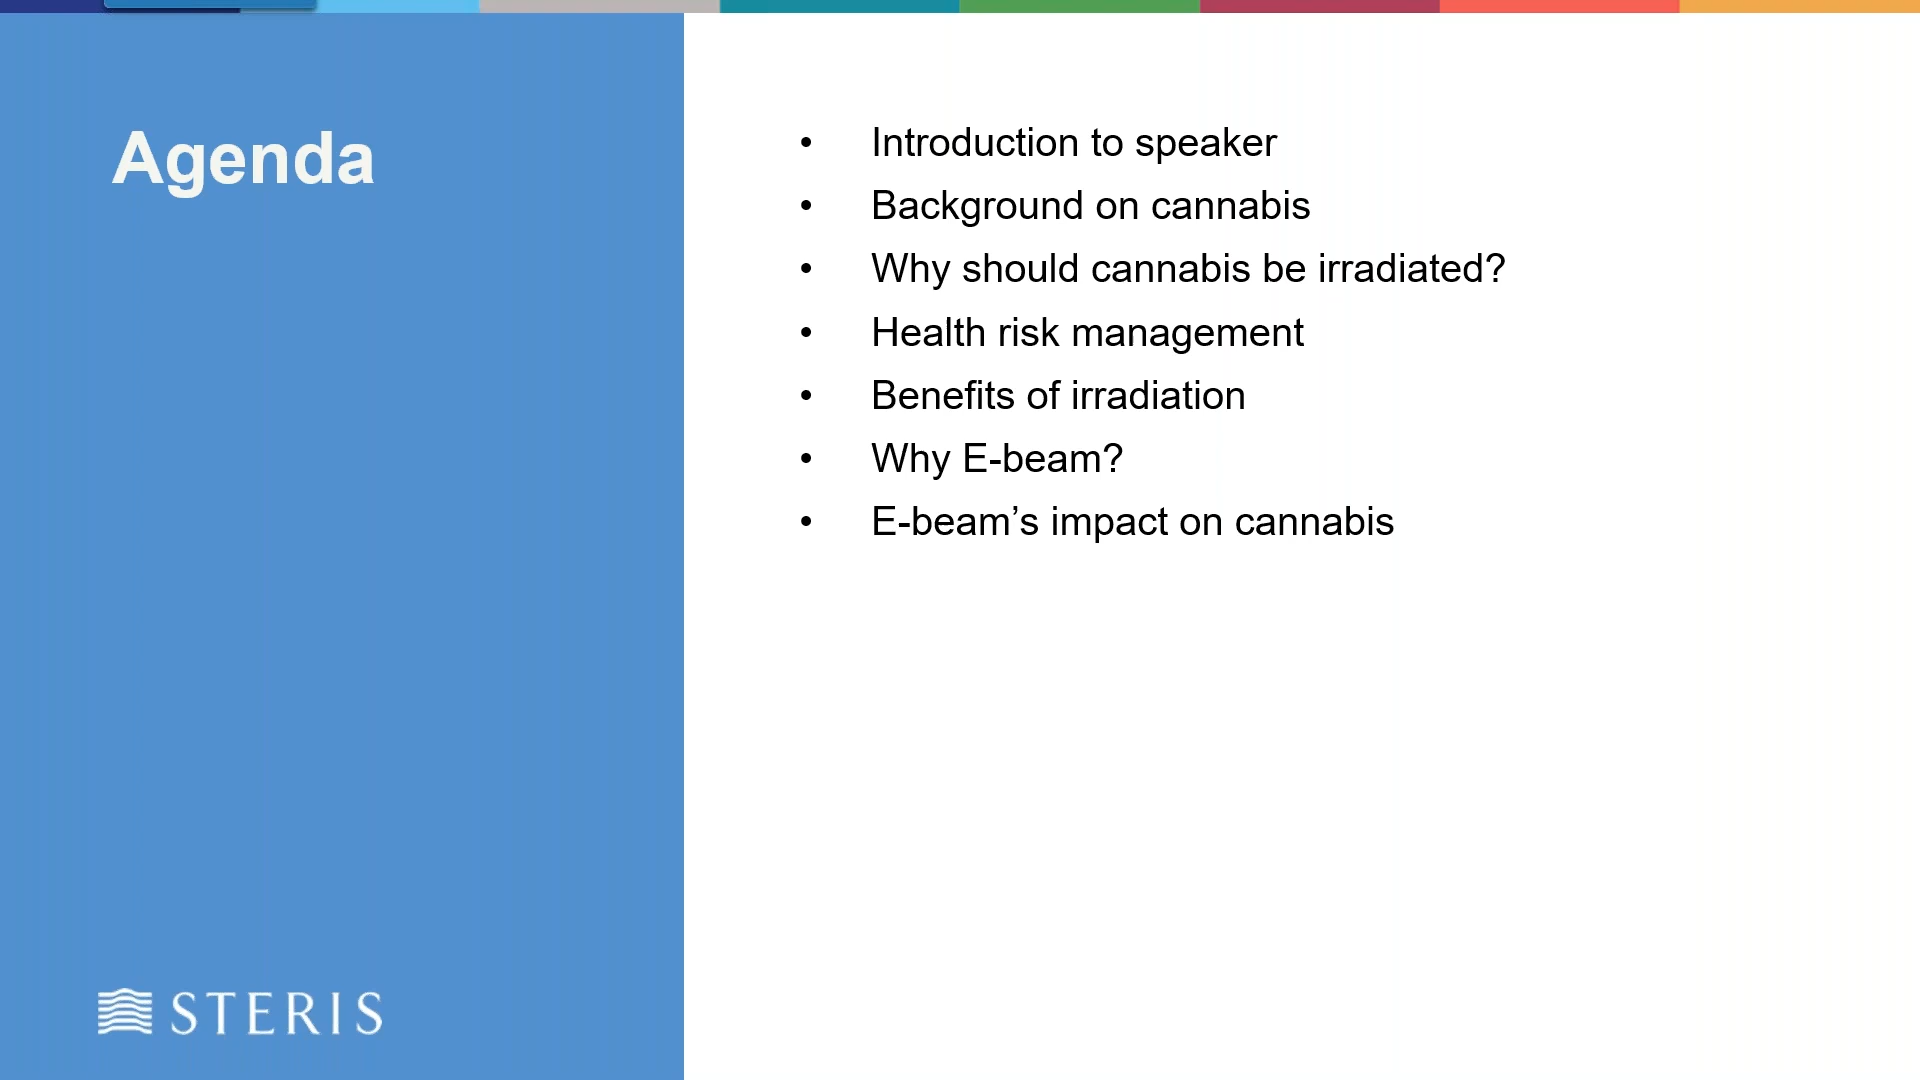 Agenda
• Introduction to speaker
• Background on cannabis
• Why should cannabis be irradiated?
• Health risk management
• Benefits of irradiation
• Why E-beam?
• E-beam’s impact on cannabis
STERIS